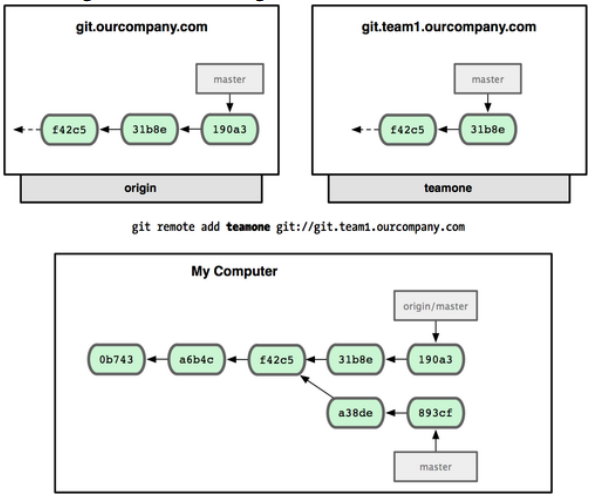 git.ourcompany.com
master
f42c5
31b8e
190a3
origin
git.team1.ourcompany.com
master
f42c5
31b8e
teamone
git remote add teamone git://git.team1.ourcompany.com
My Computer
origin/master
0b743
a6b4c
f42c5
31b8e
190a3
a38de
893cf
master